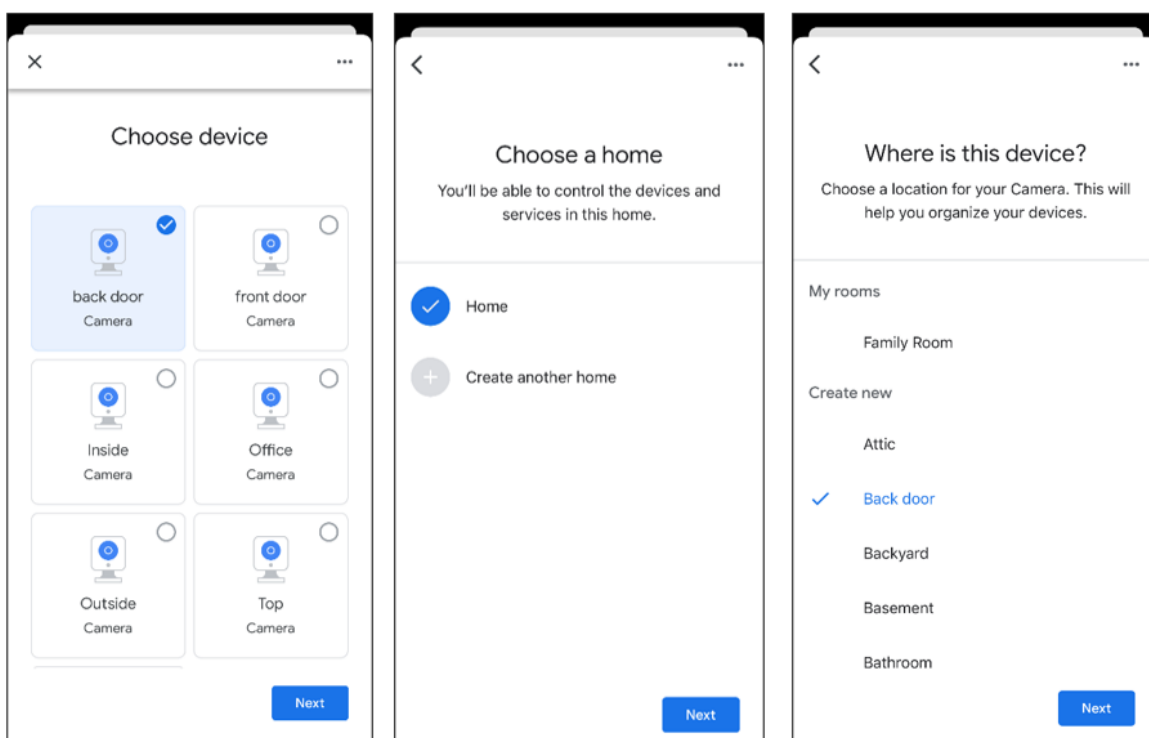 Choose device
back door
Camera
front door
Camera
Inside
Camera
Office
Camera
Outside
Camera
Top
Camera
Next
Choose a home
You'll be able to control the devices and
services in this home.
Home
Create another home
Next
Where is this device?
Choose a location for your Camera. This will
help you organize your devices.
My rooms
Family Room
Create new
Attic
Back door
Backyard
Basement
Bathroom
Next